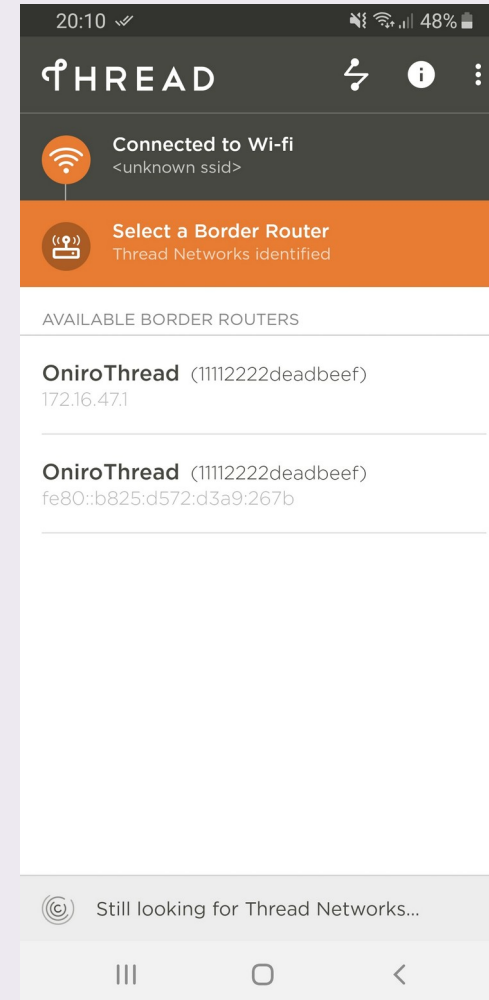 20:10 48%
THREAD
Connected to Wi-fi
<unknown ssid>
Select a Border Router
Thread Networks identified
AVAILABLE BORDER ROUTERS
OniroThread (11112222deadbeef)
172.16.47.1
OniroThread (11112222deadbeef)
fe80::b825:d572:d3a9:267b
Still looking for Thread Networks...